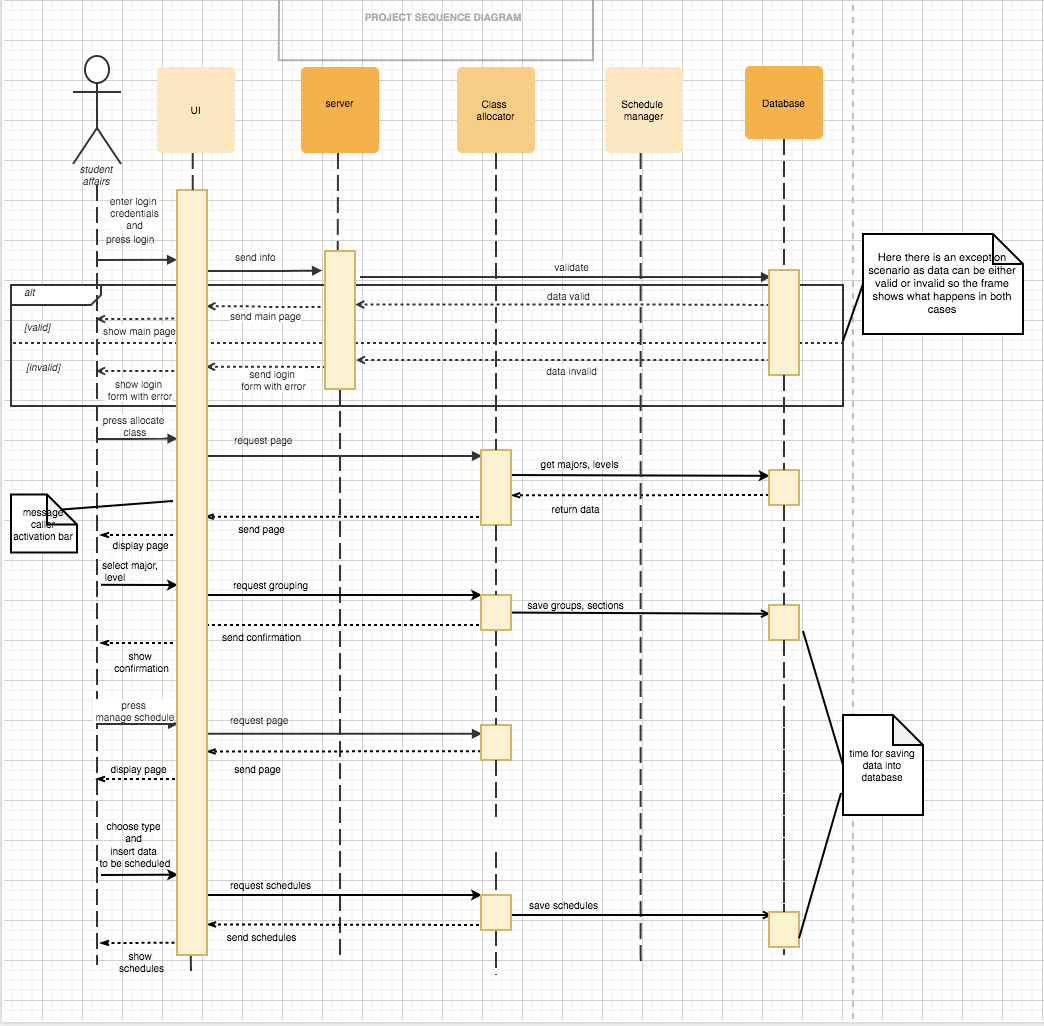 PROJECT SEQUENCE DIAGRAM
UI
server
Class
allocator
Schedule
manager
Database
student
affairs
enter login
credentials
and
press login
send info
validate
Here there is an exception
scenario as data can be either
valid or invalid so the frame
shows what happens in both
cases
alt
data valid
send main page
[valid]
show main page
[invalid]
send login
form with error
data invalid
show login
form with error
press allocate
class
request page
get majors, levels
return data
message
caller
activation bar
send page
display page
select major,
level
request grouping
save groups, sections
send confirmation
show
confirmation
press
manage schedule
request page
time for saving
data into
database
display page
send page
choose type
and
insert data
to be scheduled
request schedules
save schedules
send schedules
show
schedules